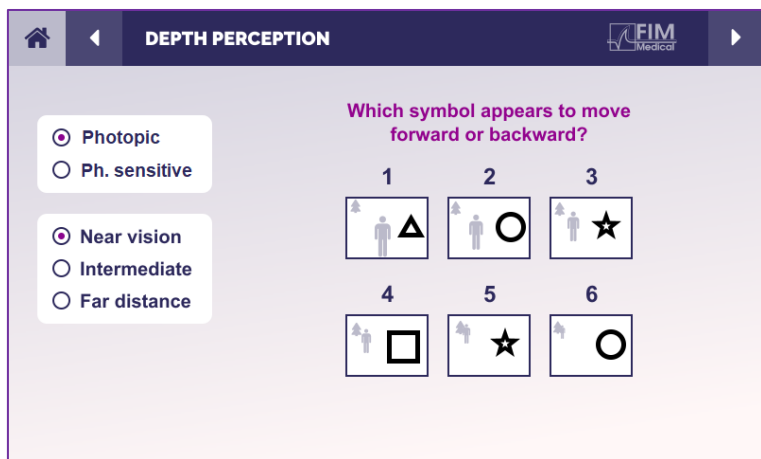 DEPTH PERCEPTION
FIM
Medical
Photopic
Ph. sensitive
Near vision
Intermediate
Far distance
Which symbol appears to move
forward or backward?
1 2 3
4 5 6